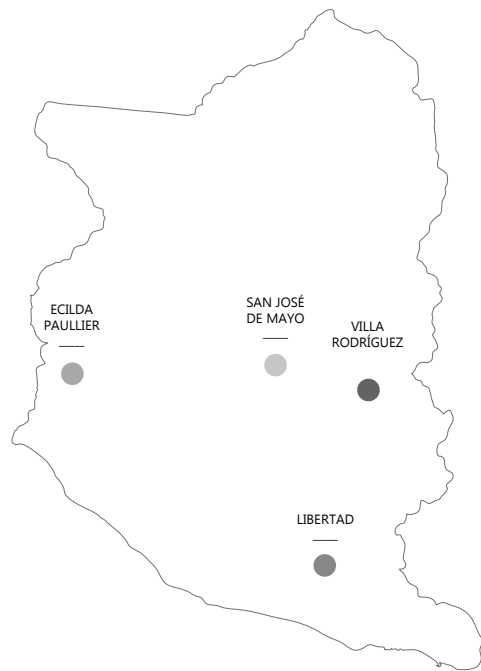 ECILDA
PAULLIER
SAN JOSÉ
DE MAYO
VILLA
RODRÍGUEZ
LIBERTAD